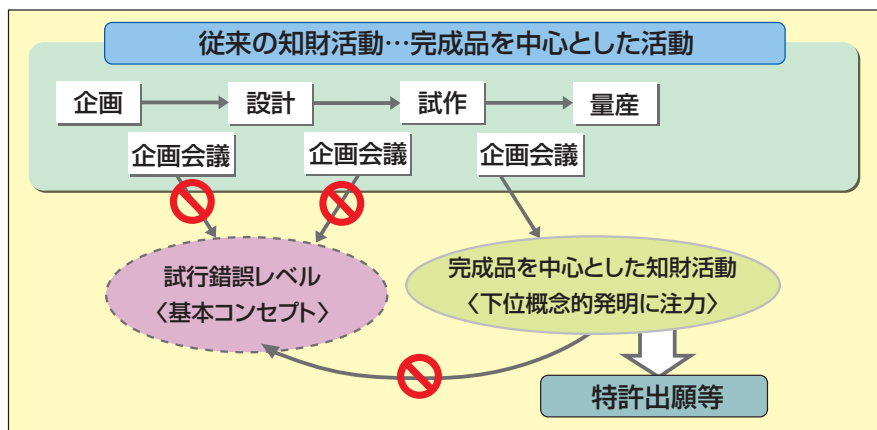 従来の知財活動…完成品を中心とした活動
企画
設計
試作
量産
企画会議
企画会議
企画会議
試行錯誤レベル
〈基本コンセプト〉
完成品を中心とした知財活動
〈下位概念的発明に注力〉
特許出願等